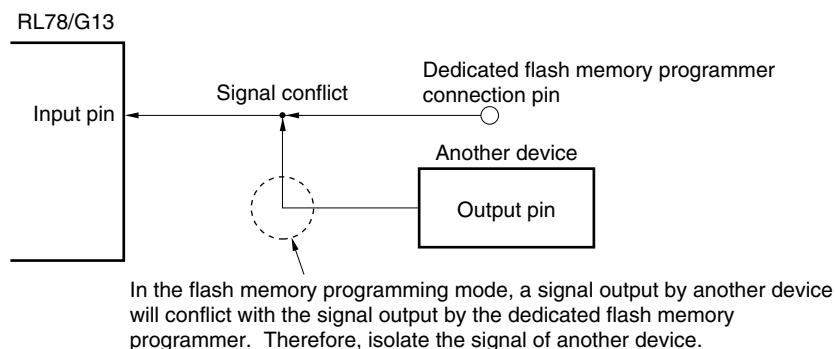 RL78/G13
Dedicated flash memory programmer
connection pin
Signal conflict
Input pin
Another device
Output pin
In the flash memory programming mode, a signal output by another device
will conflict with the signal output by the dedicated flash memory
programmer.  Therefore, isolate the signal of another device.